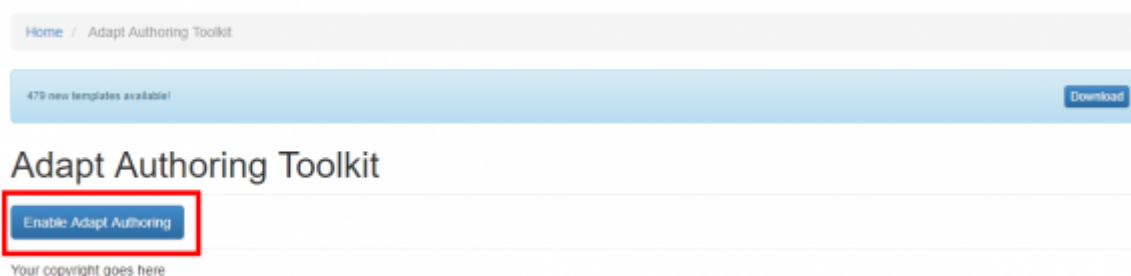 Home / Adapt Authoring Toolkit
479 new templates available!
Download
Adapt Authoring Toolkit
Enable Adapt Authoring
Your copyright goes here